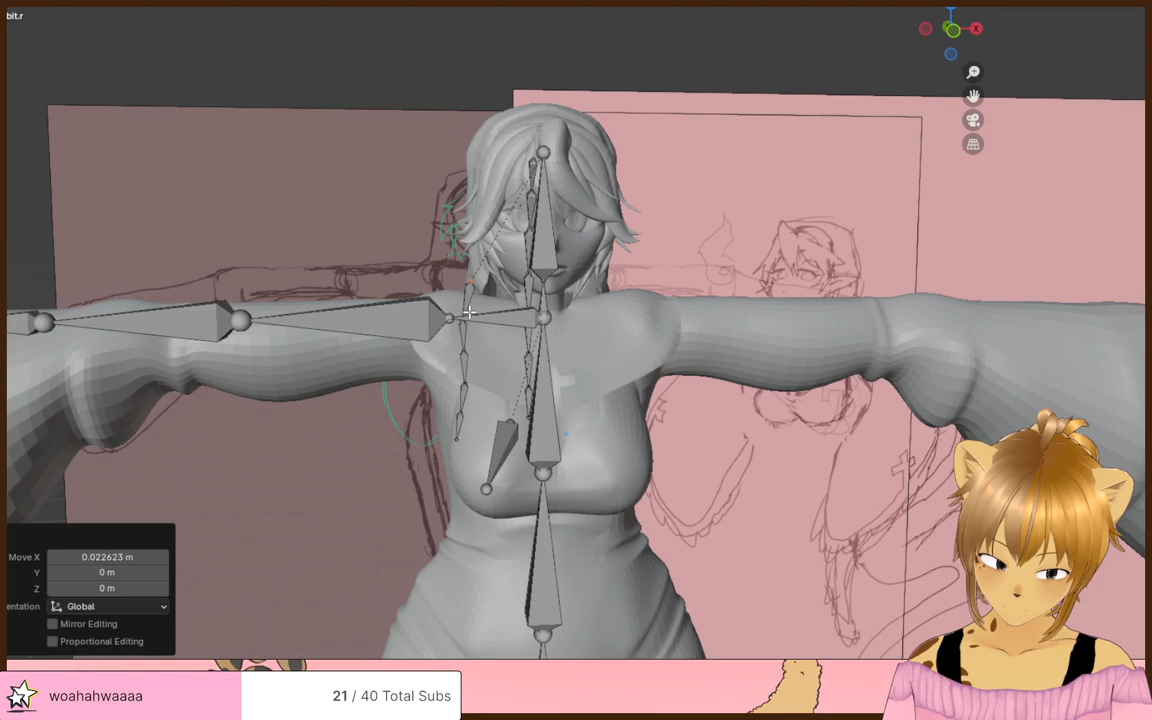 bit.r
X
Move X 0.022623 m
Y 0 m
Z 0 m
entation Global
Mirror Editing
Proportional Editing
woahahwaaaa 21 / 40 Total Subs